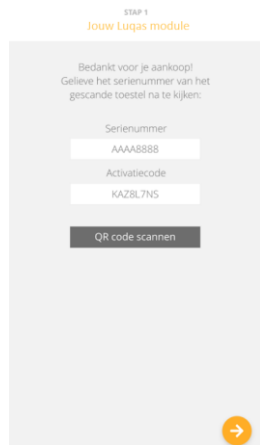 STAP 1
Jouw Luqas module
Bedankt voor je aankoop!
Gelieve het serienummer van het
gescande toestel na te kijken:
Serienummer
AAAA8888
Activatiecode
KAZ8L7NS
QR code scannen